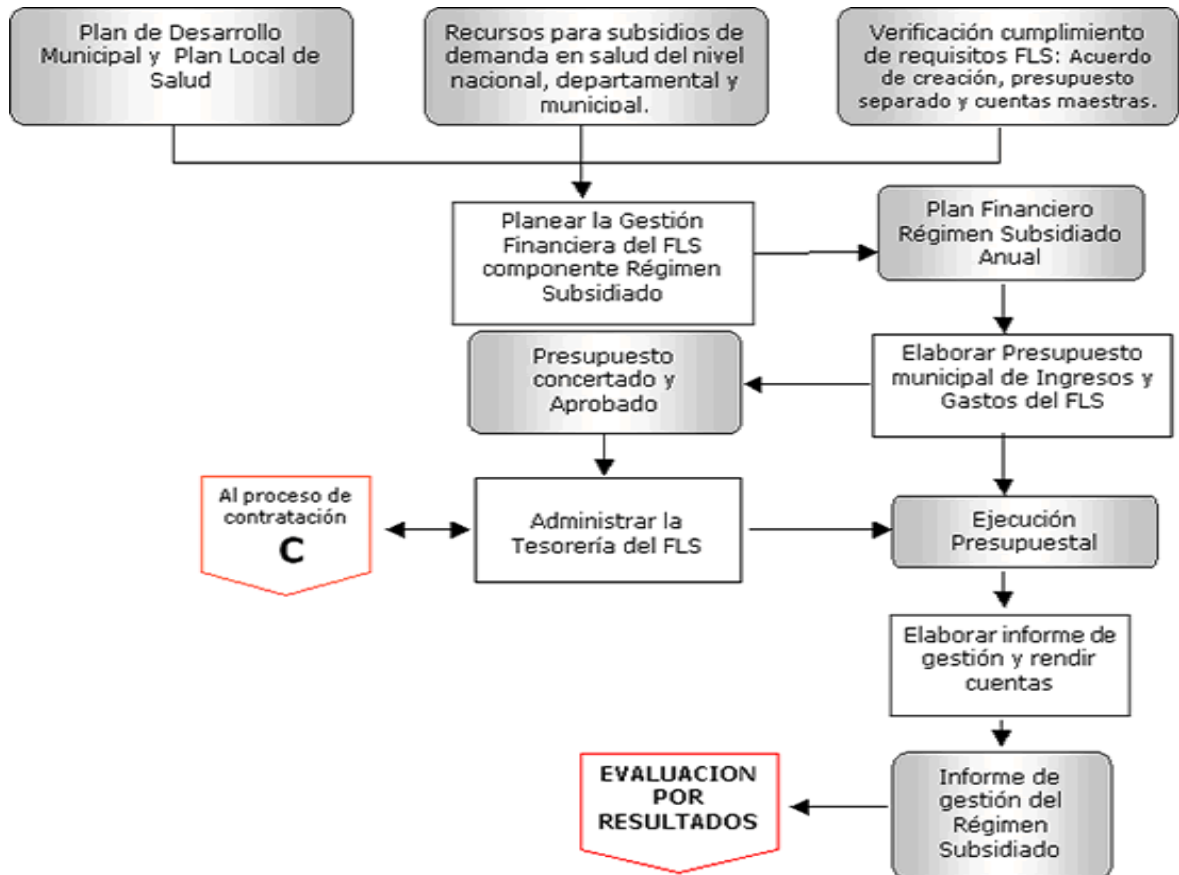 Plan de Desarrollo
Municipal y Plan Local de
Salud
Recursos para subsidios de
demanda en salud del nivel
nacional, departamental y
municipal.
Verificación cumplimiento
de requisitos FLS: Acuerdo
de creación, presupuesto
separado y cuentas maestras.
Planear la Gestión
Financiera del FLS
componente Régimen
Subsidiado
Plan Financiero
Régimen Subsidiado
Anual
Presupuesto
concertado y
Aprobado
Elaborar Presupuesto
municipal de Ingresos y
Gastos del FLS
Al proceso de
contratación
C
Administrar la
Tesorería del FLS
Ejecución
Presupuestal
Elaborar informe de
gestión y rendir
cuentas
EVALUACION
POR
RESULTADOS
Informe de
gestión del
Régimen
Subsidiado